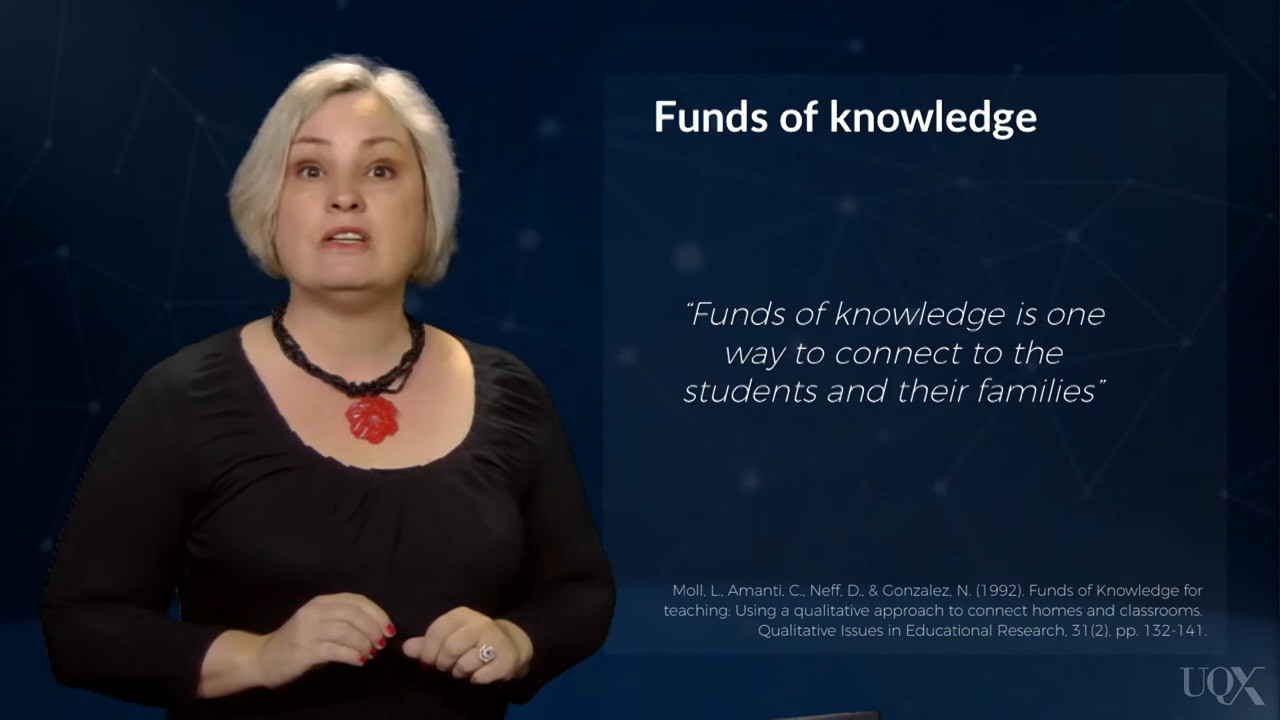 Funds of knowledge
“Funds of knowledge is one
way to connect to the
students and their families”
Moll, L., Amanti, C., Neff, D., & Gonzalez, N. (1992). Funds of Knowledge for
teaching: Using a qualitative approach to connect homes and classrooms.
Qualitative Issues in Educational Research, 31(2), pp. 132-141.
UQX